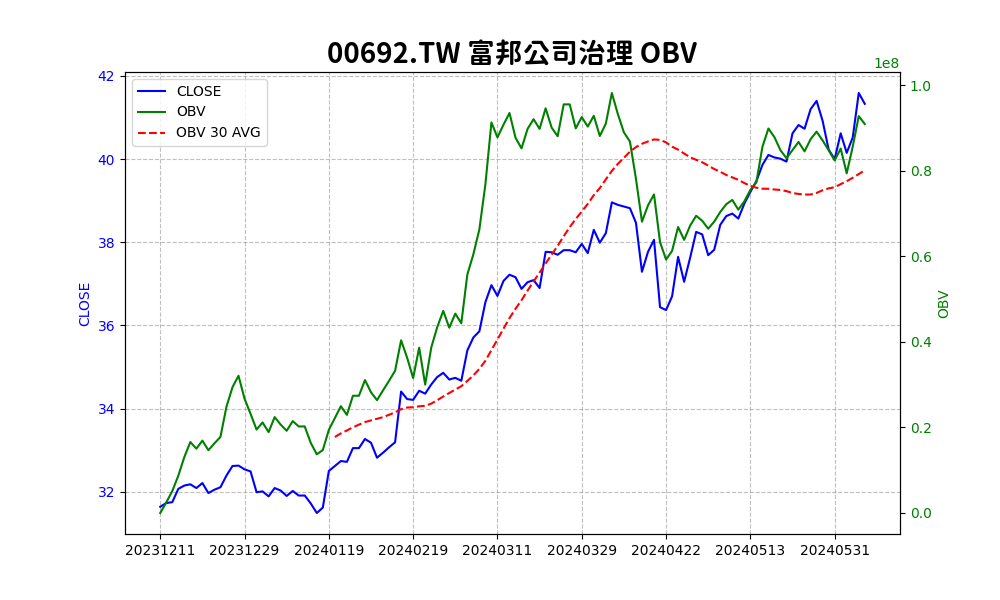 00692.TW 富邦公司治理 OBV
1e8
CLOSE
OBV
OBV 30 AVG
42
40
38
36
34
32
CLOSE
1.0
0.8
0.6
0.4
0.2
0.0
OBV
20231211 20231229 20240119 20240219 20240311 20240329 20240422 20240513 20240531